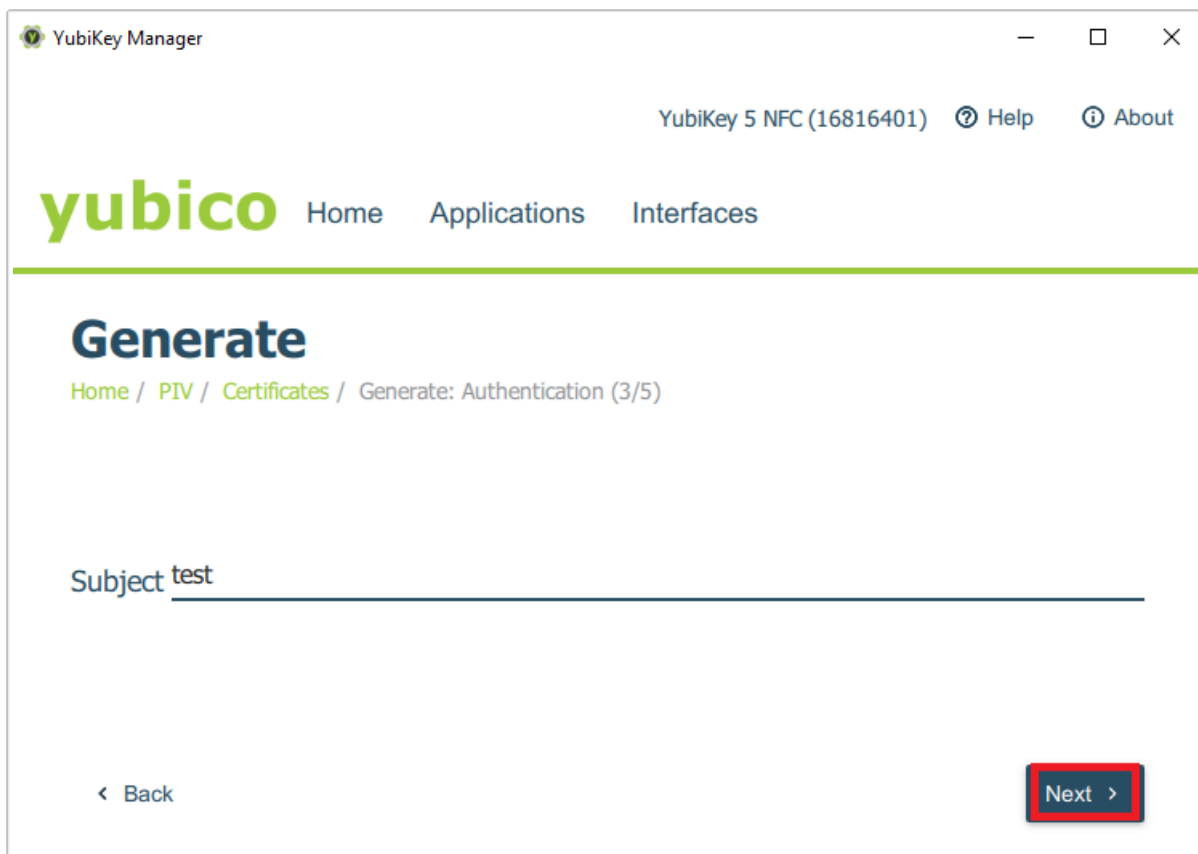 YubiKey Manager
YubiKey 5 NFC (16816401) Help About
yubico Home Applications Interfaces
Generate
Home / PIV / Certificates / Generate: Authentication (3/5)
Subject test
< Back Next >